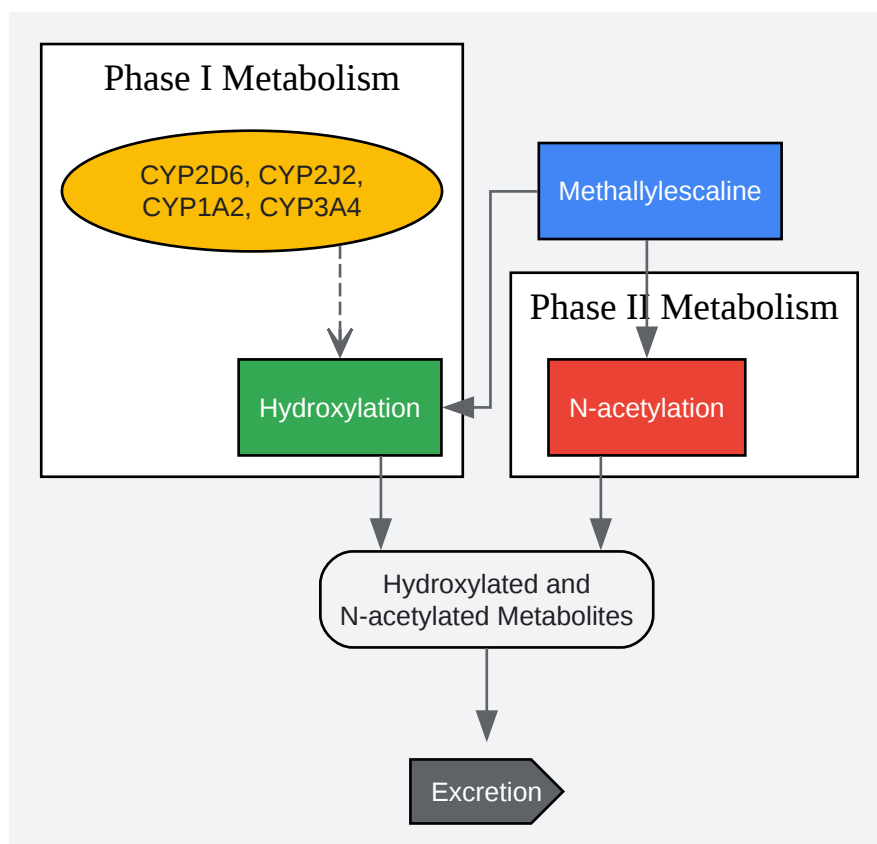 Phase I Metabolism
CYP2D6, CYP2J2,
CYP1A2, CYP3A4
Methallylescaline
Phase II Metabolism
Hydroxylation
N-acetylation
Hydroxylated and
N-acetylated Metabolites
Excretion